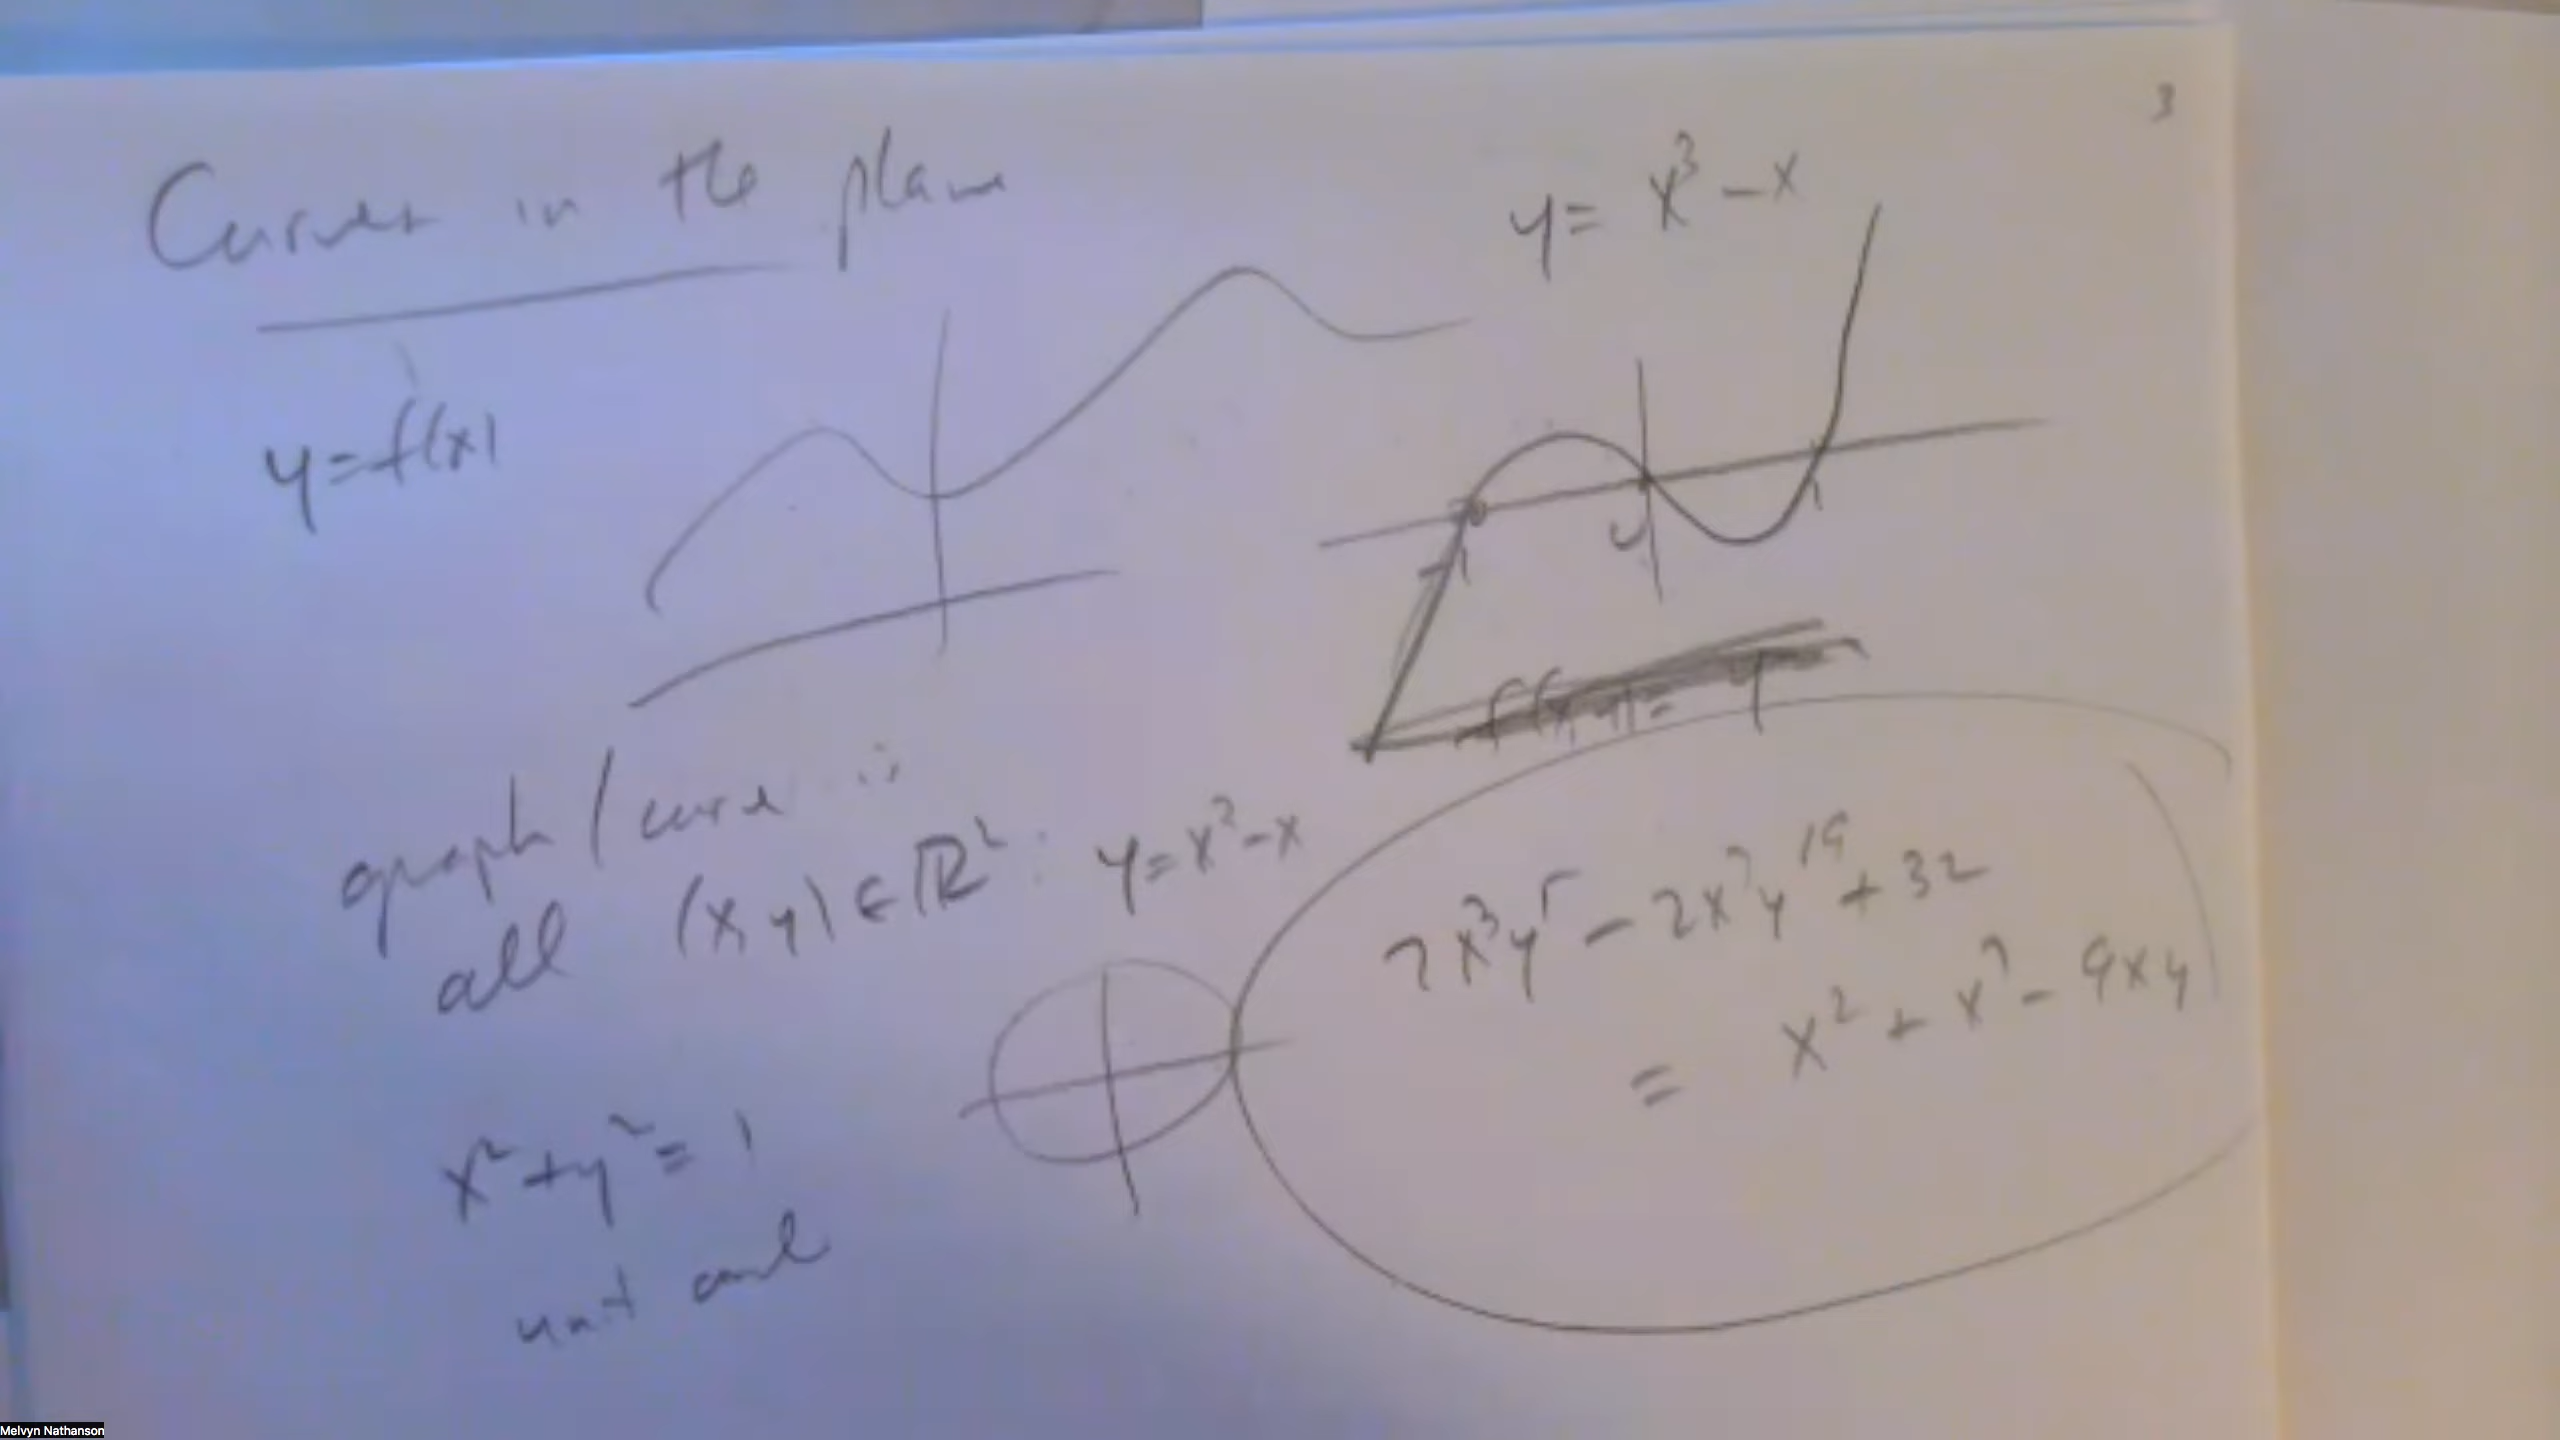 3
Curves in the plane
y = x³ - x
y = f(x)
-1 0 1
graph / curve is
all (x, y) ∈ ℝ² : y = x³ - x
7x³y⁵ - 2x⁷y¹⁹ + 32
= x² + x⁷ - 9xy
x² + y² = 1
unit circle
Melvyn Nathanson